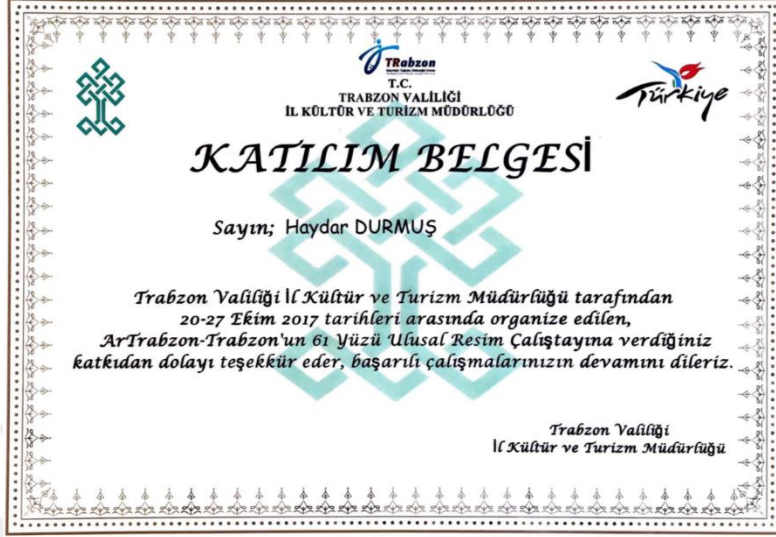 TRabzon
T.C.
TRABZON VALİLİĞİ
İL KÜLTÜR VE TURİZM MÜDÜRLÜĞÜ
Türkiye
KATILIM BELGESİ
Sayın; Haydar DURMUŞ
Trabzon Valiliği İl Kültür ve Turizm Müdürlüğü tarafından
20-27 Ekim 2017 tarihleri arasında organize edilen,
ArTrabzon-Trabzon'un 61 Yüzü Ulusal Resim Çalıştayına verdiğiniz
katkıdan dolayı teşekkür eder, başarılı çalışmalarınızın devamını dileriz.
Trabzon Valiliği
İl Kültür ve Turizm Müdürlüğü